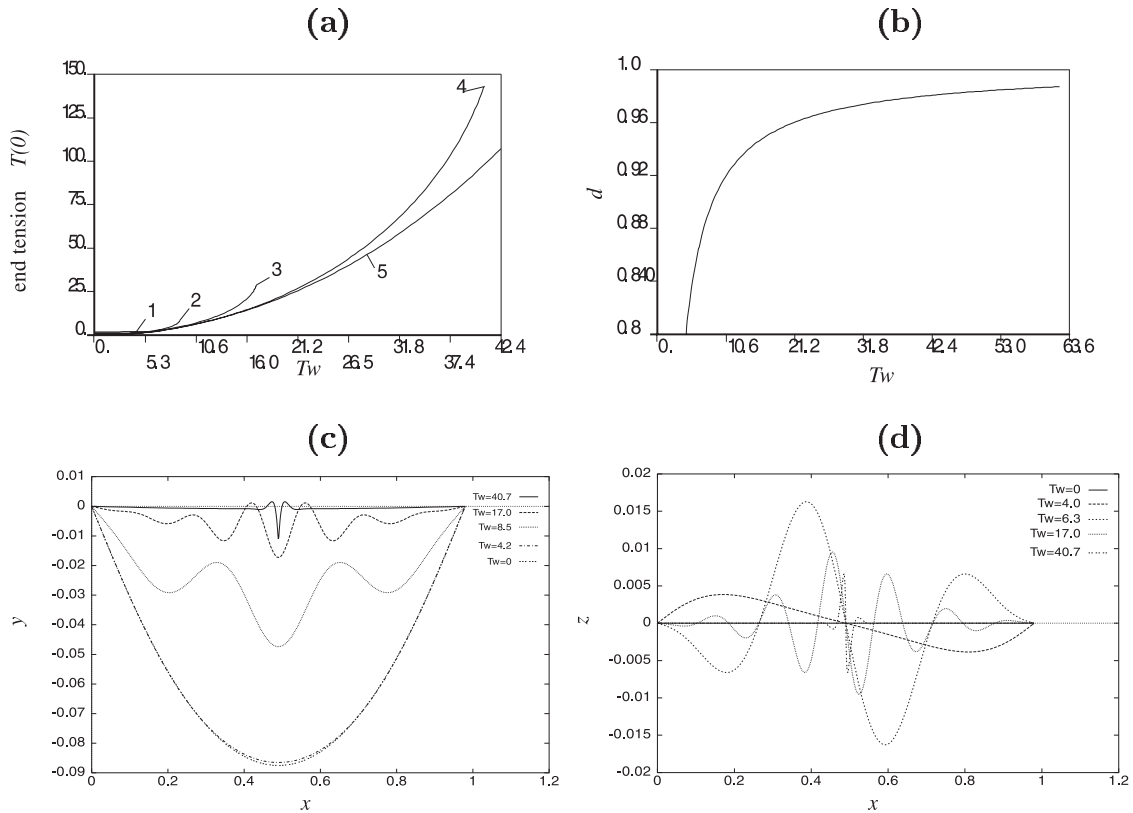 (a)
end tension T(0)
150.
125.
100.
75.
50.
25.
0.
1
2
3
4
5
0. 10.6 21.2 31.8 42.4
5.3 16.0 26.5 37.4
Tw
(b)
d
1.0
0.96
0.92
0.88
0.840
0.8
0. 10.6 21.2 31.8 42.4 53.0 63.6
Tw
(c)
y
0.01
0
-0.01
-0.02
-0.03
-0.04
-0.05
-0.06
-0.07
-0.08
-0.09
Tw=40.7
Tw=17.0
Tw=8.5
Tw=4.2
Tw=0
0 0.2 0.4 0.6 0.8 1 1.2
x
(d)
z
0.02
0.015
0.01
0.005
0
-0.005
-0.01
-0.015
-0.02
Tw=0
Tw=4.0
Tw=6.3
Tw=17.0
Tw=40.7
0 0.2 0.4 0.6 0.8 1 1.2
x